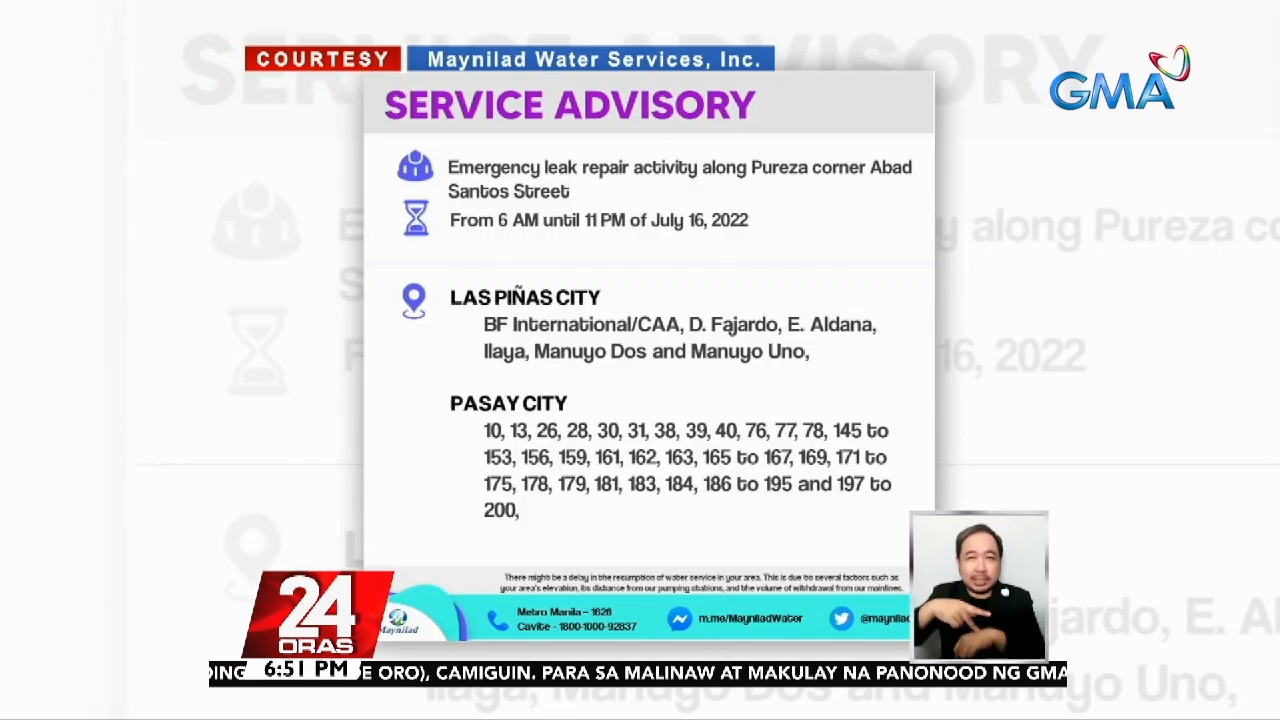 COURTESY Maynilad Water Services, Inc.
GMA
SERVICE ADVISORY
Emergency leak repair activity along Pureza corner Abad
Santos Street
From 6 AM until 11 PM of July 16, 2022
LAS PIÑAS CITY
BF International/CAA, D. Fajardo, E. Aldana,
Ilaya, Manuyo Dos and Manuyo Uno,
PASAY CITY
10, 13, 26, 28, 30, 31, 38, 39, 40, 76, 77, 78, 145 to
153, 156, 159, 161, 162, 163, 165 to 167, 169, 171 to
175, 178, 179, 181, 183, 184, 186 to 195 and 197 to
200,
There might be a delay in the resumption of water service in your area. This is due to several factors such as
your area's elevation, its distance from our pumping stations, and the volume of withdrawal from our mainlines.
Maynilad
Metro Manila – 1626
Cavite – 1800-1000-92837
m.me/MayniladWater
@maynilad
24
ORAS
6:51 PM
E ORO), CAMIGUIN. PARA SA MALINAW AT MAKULAY NA PANONOOD NG GMA